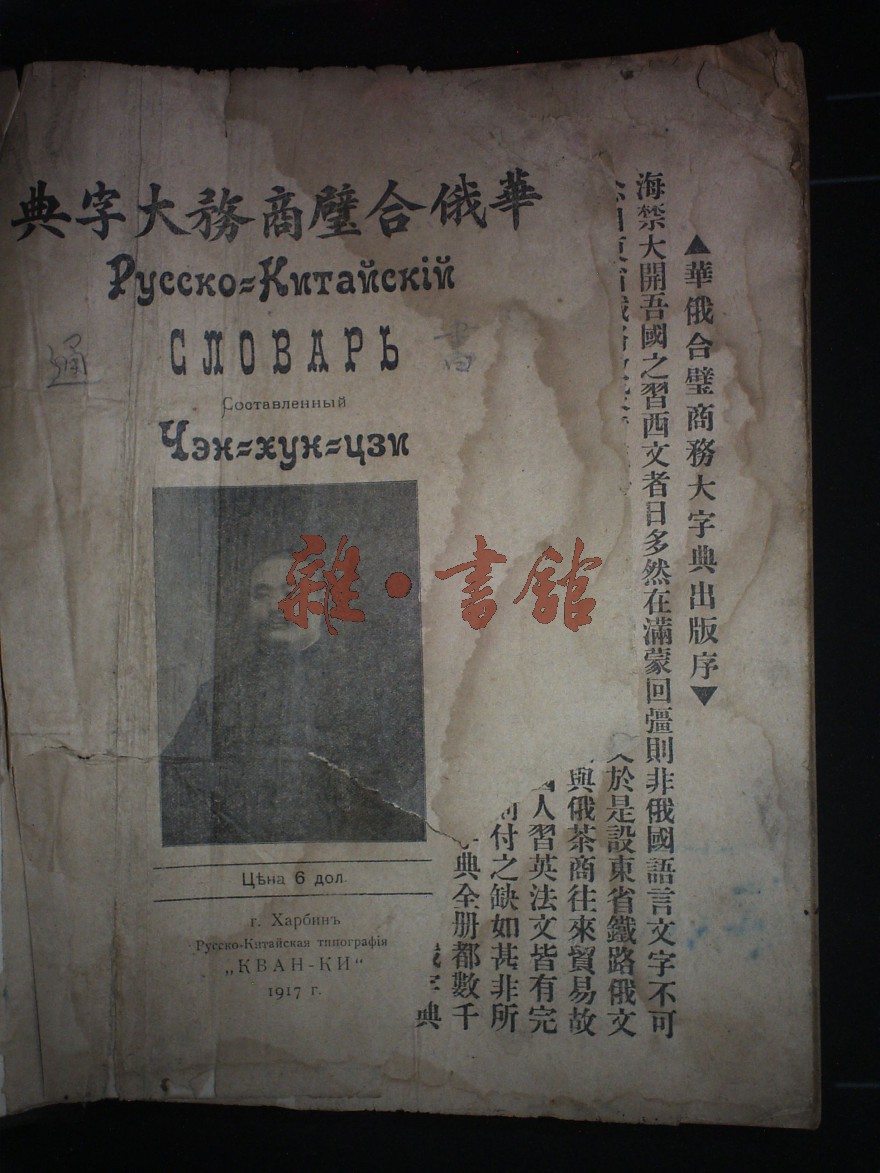 華俄合璧商務大字典
Русско=Китайскій
СЛОВАРЬ
Составленный
Чэн=хун=цзи
通
書
Цѣна 6 дол.
г. Харбинъ
Русско-Китайская типографія
„КВАН-КИ“
1917 г.
▲華俄合璧商務大字典出版序▼
海禁大開吾國之習西文者日多然在滿蒙回疆則非俄國語言文字不可
於是設東省鐵路俄文
與俄茶商往來貿易故
人習英法文皆有完
付之缺如甚非所
典全册都數千
字典
雜·書館